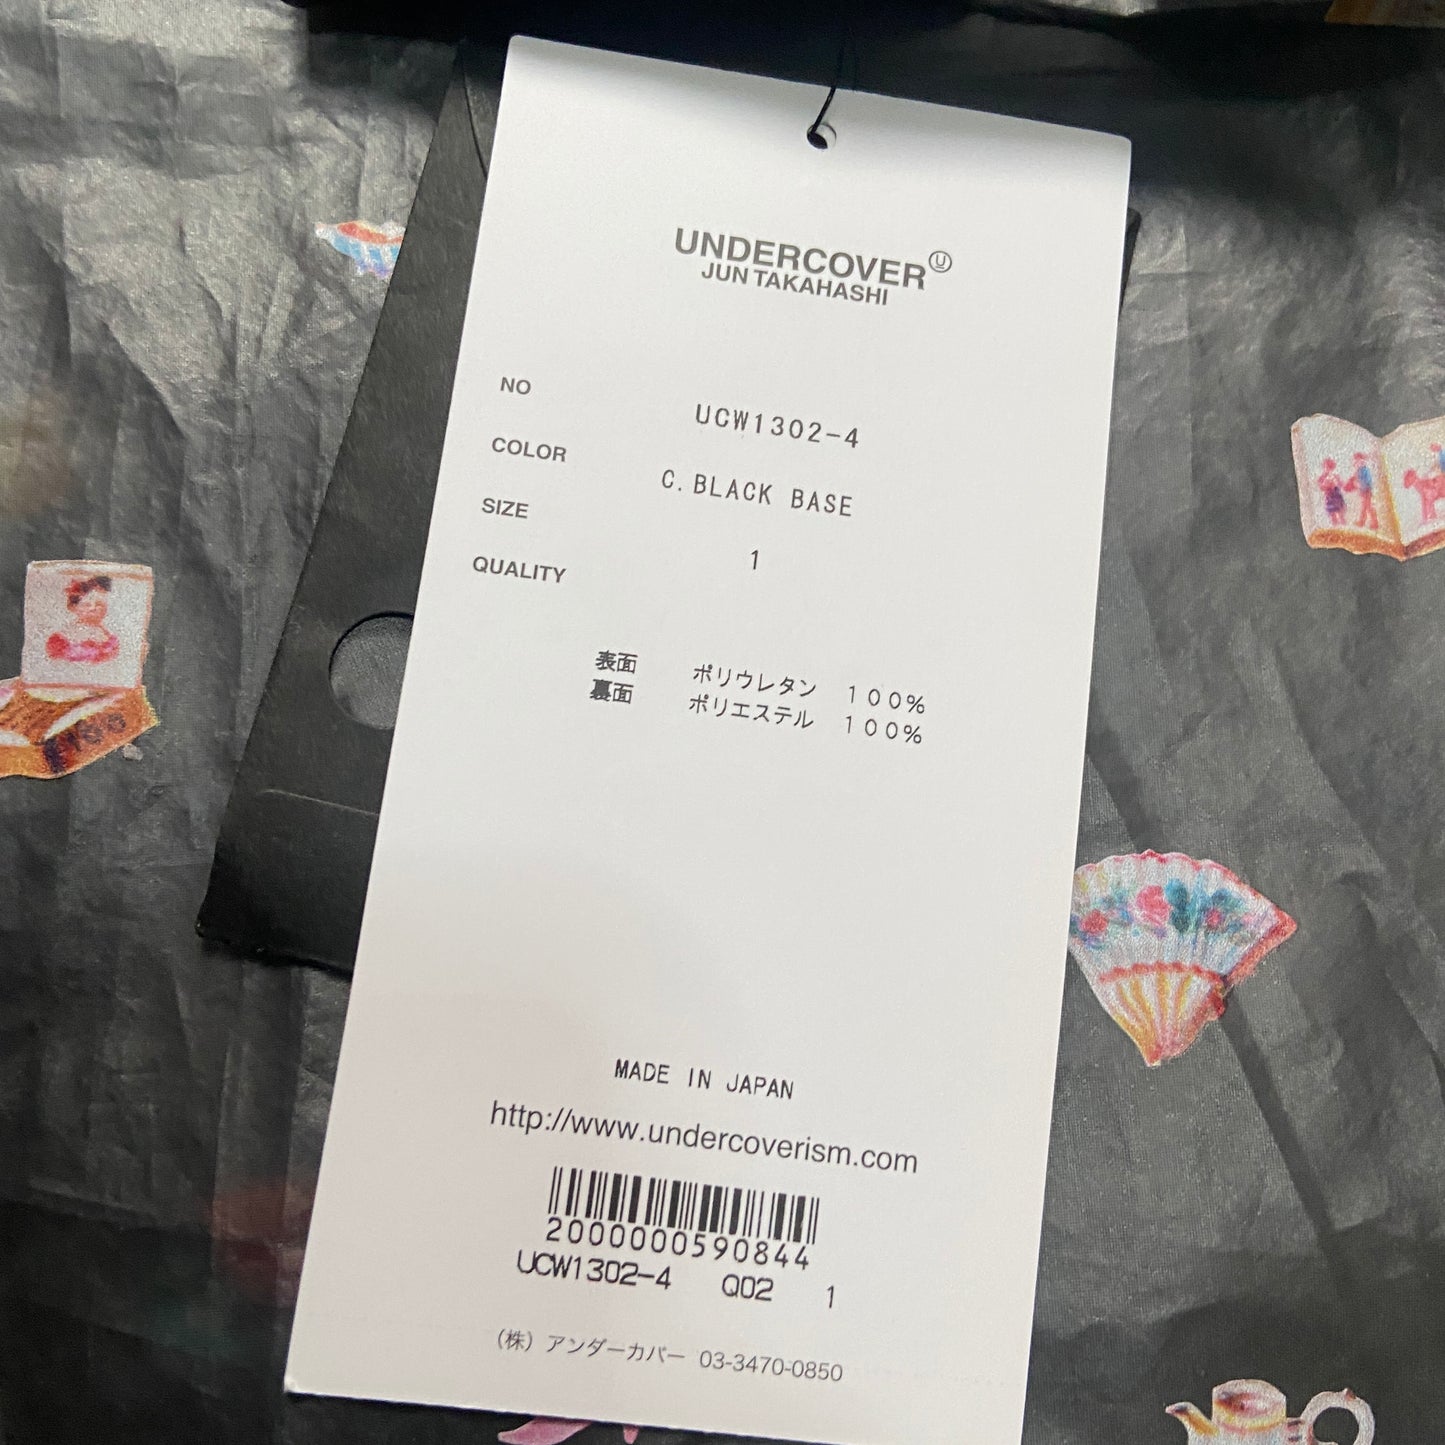 UNDERCOVER Ⓤ
JUN TAKAHASHI
NO UCW1302-4
COLOR C.BLACK BASE
SIZE 1
QUALITY
表面 ポリウレタン 100%
裏面 ポリエステル 100%
MADE IN JAPAN
http://www.undercoverism.com
2000000590844
UCW1302-4 Q02 1
(株) アンダーカバー 03-3470-0850